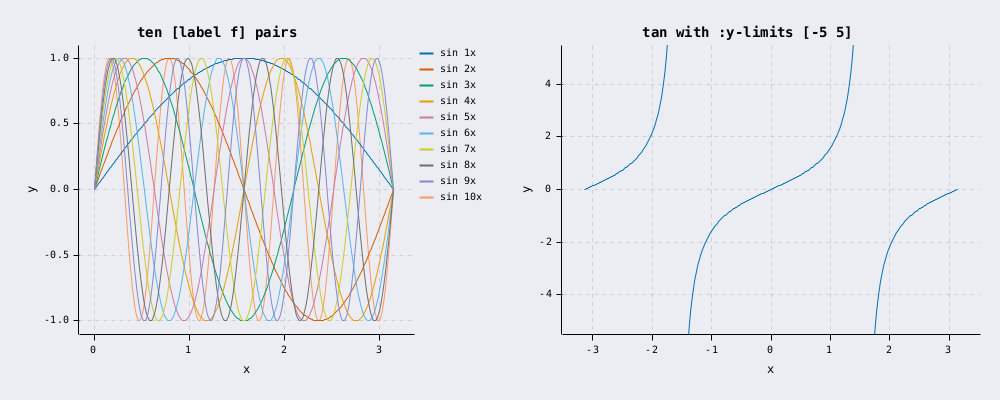 ten [label f] pairs
1.0
0.5
0.0
-0.5
-1.0
y
0
1
2
3
x
sin 1x
sin 2x
sin 3x
sin 4x
sin 5x
sin 6x
sin 7x
sin 8x
sin 9x
sin 10x
tan with :y-limits [-5 5]
4
2
0
-2
-4
y
-3
-2
-1
0
1
2
3
x